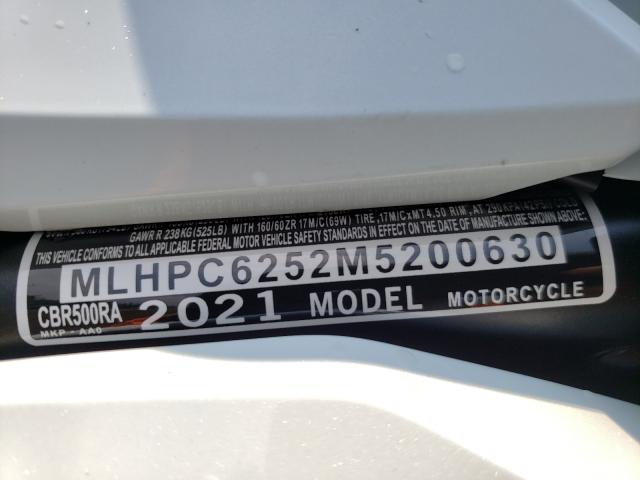 GAWR R 238KG(525LB) WITH 160/60ZR 17M/C(69W) TIRE, 17M/CxMT4.50 RIM, AT
THIS VEHICLE CONFORMS TO ALL APPLICABLE FEDERAL MOTOR VEHICLE SAFETY STANDARDS IN EFFECT ON THE DATE OF MANUFACTURE SHOWN ABOVE.
MLHPC6252M5200630
CBR500RA 2021 MODEL MOTORCYCLE
MKP - AA0